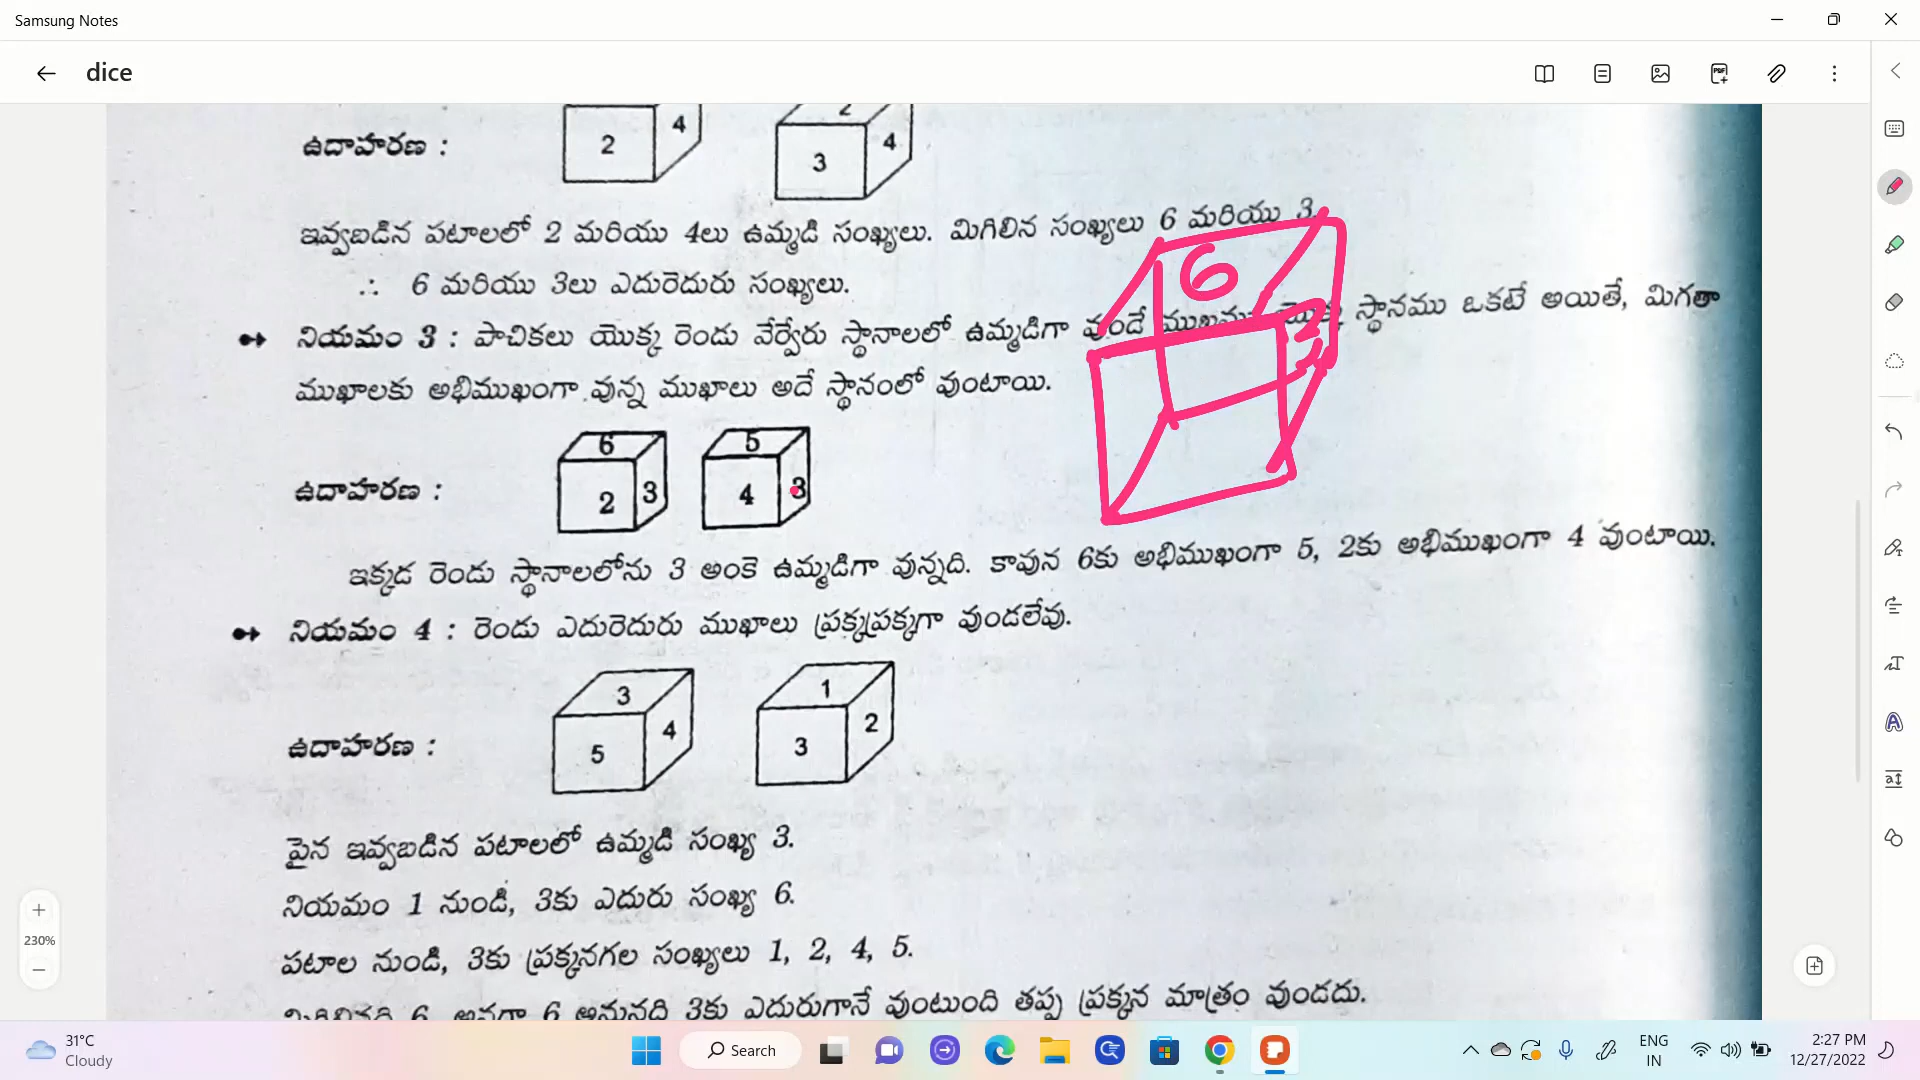 Samsung Notes
dice
ఉదాహరణ :
2 4
2 3 4
ఇవ్వబడిన పటాలలో 2 మరియు 4లు ఉమ్మడి సంఖ్యలు. మిగిలిన సంఖ్యలు 6 మరియు 3.
∴ 6 మరియు 3లు ఎదురెదురు సంఖ్యలు.
6
నియమం 3 : పాచికలు యొక్క రెండు వేర్వేరు స్థానాలలో ఉమ్మడిగా వుండే ముఖము యొక్క స్థానము ఒకటే అయితే, మిగతా
ముఖాలకు అభిముఖంగా వున్న ముఖాలు అదే స్థానంలో వుంటాయి.
ఉదాహరణ :
6 2 3
5 4 3
ఇక్కడ రెండు స్థానాలలోను 3 అంకె ఉమ్మడిగా వున్నది. కావున 6కు అభిముఖంగా 5, 2కు అభిముఖంగా 4 వుంటాయి.
నియమం 4 : రెండు ఎదురెదురు ముఖాలు ప్రక్కప్రక్కగా వుండలేవు.
ఉదాహరణ :
3 5 4
1 3 2
పైన ఇవ్వబడిన పటాలలో ఉమ్మడి సంఖ్య 3.
నియమం 1 నుండి, 3కు ఎదురు సంఖ్య 6.
పటాల నుండి, 3కు ప్రక్కనగల సంఖ్యలు 1, 2, 4, 5.
మిగిలినది 6, అనగా 6 అనునది 3కు ఎదురుగానే వుంటుంది తప్ప ప్రక్కన మాత్రం వుండదు.
230%
31°C
Cloudy
Search
ENG
IN
2:27 PM
12/27/2022